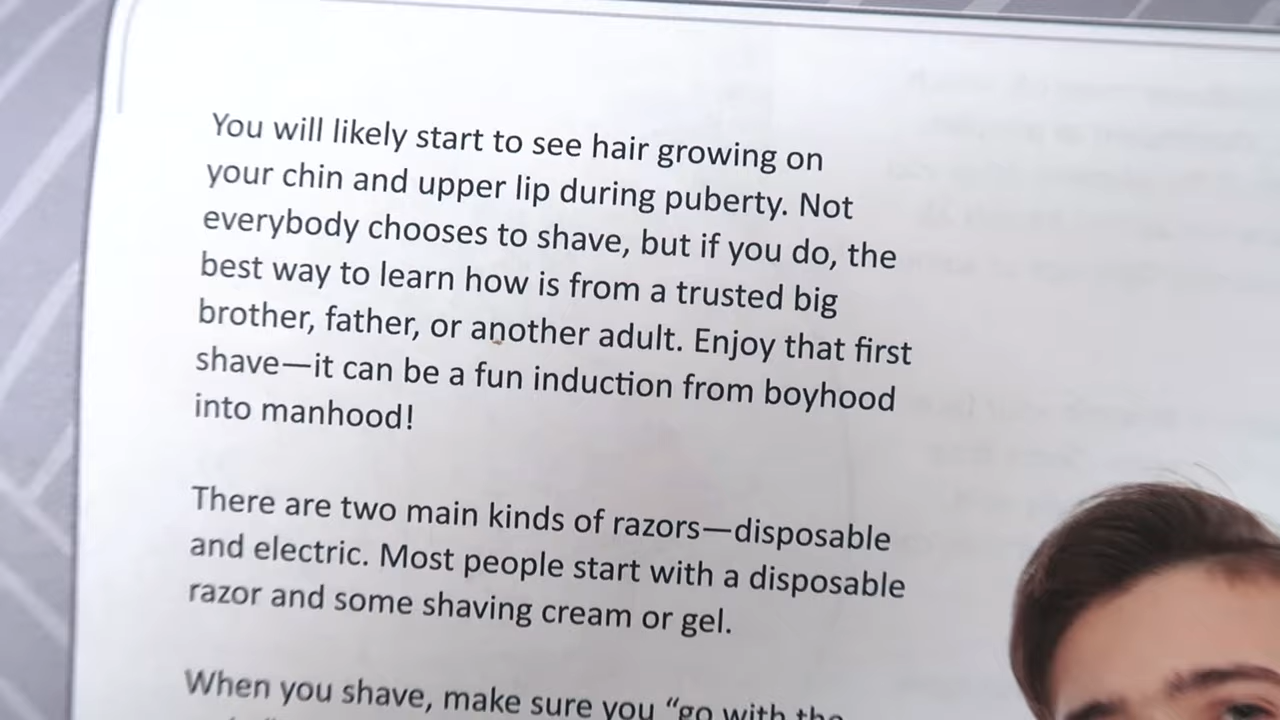 You will likely start to see hair growing on
your chin and upper lip during puberty. Not
everybody chooses to shave, but if you do, the
best way to learn how is from a trusted big
brother, father, or another adult. Enjoy that first
shave—it can be a fun induction from boyhood
into manhood!
There are two main kinds of razors—disposable
and electric. Most people start with a disposable
razor and some shaving cream or gel.
When you shave, make sure you “go with the